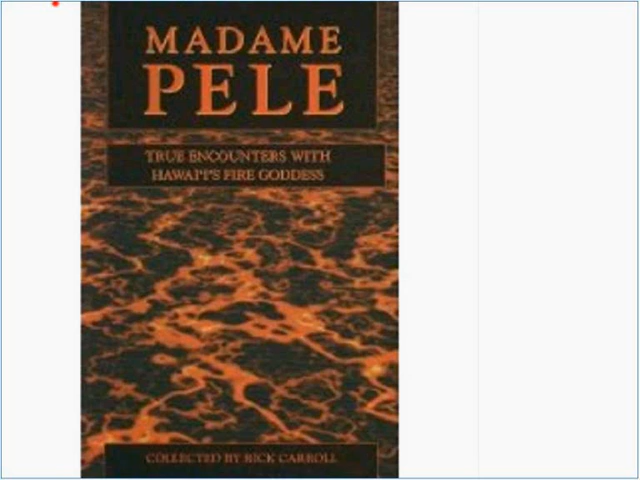 MADAME
PELE
TRUE ENCOUNTERS WITH
HAWAI'I'S FIRE GODDESS
COLLECTED BY RICK CARROLL